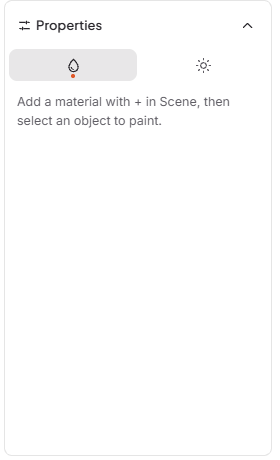 Properties
Add a material with + in Scene, then
select an object to paint.